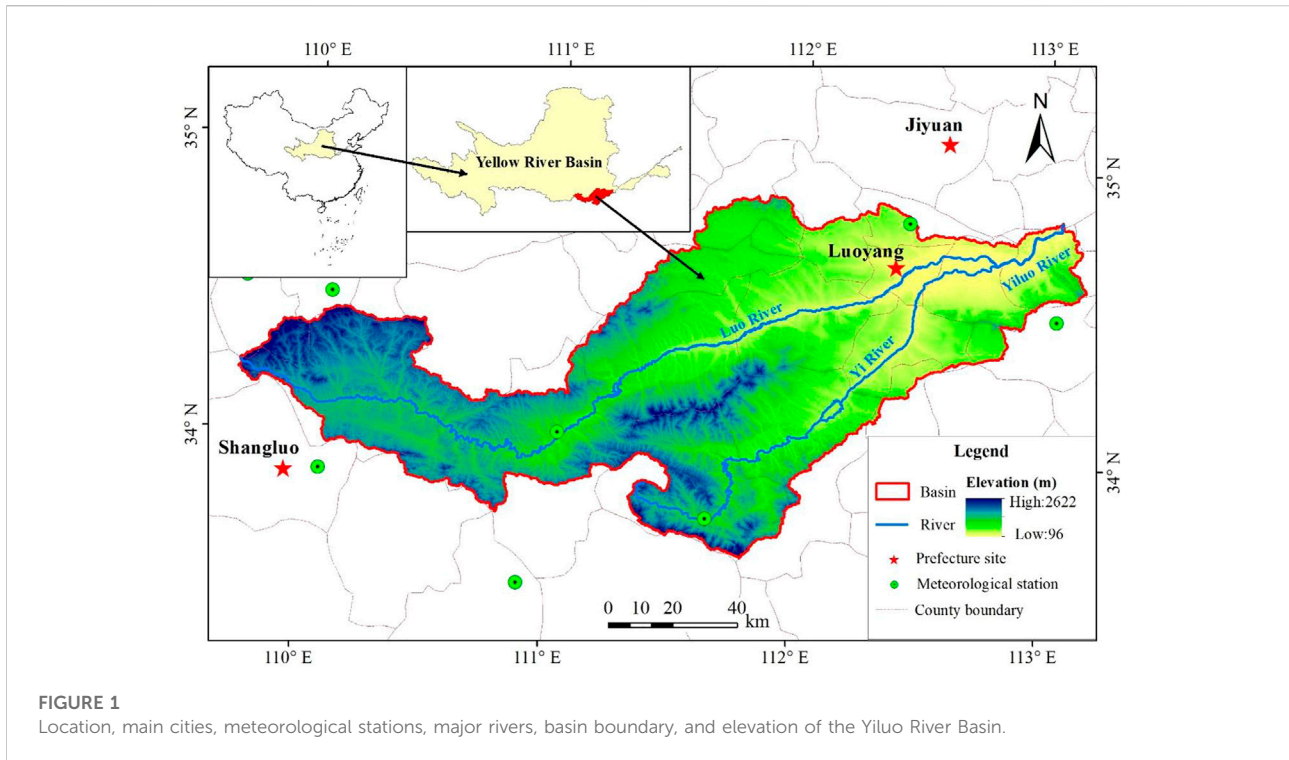 110° E
111° E
112° E
113° E
35° N
35° N
34° N
34° N
N
Jiyuan
Yellow River Basin
Luoyang
Yiluo River
Luo River
Yi River
Shangluo
Legend
Basin
River
Elevation (m)
High:2622
Low:96
Prefecture site
Meteorological station
County boundary
0 10 20 40
km
110° E
111° E
112° E
113° E
FIGURE 1
Location, main cities, meteorological stations, major rivers, basin boundary, and elevation of the Yiluo River Basin.